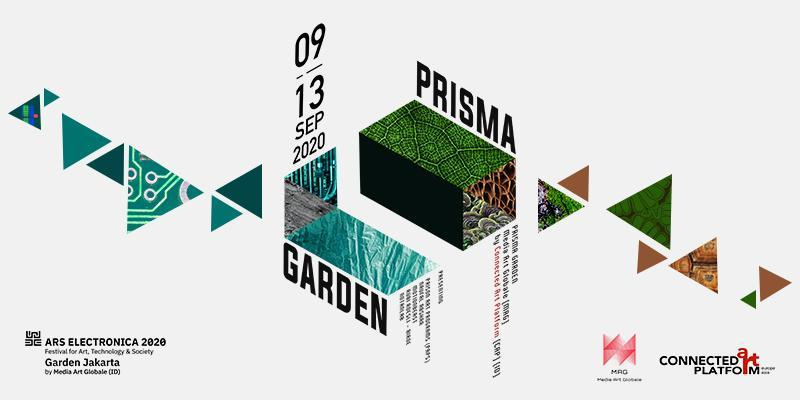 09
-
13
SEP
2020
PRISMA
GARDEN
PRISMA GARDEN
Media Art Globale [MAG]
by Connected Art Platform [CAP] [ID]
PRESENTING
ARS ELECTRONICA 2020
Festival for Art, Technology & Society
Garden Jakarta
by Media Art Globale (ID)
MAG
Media Art Globale
CONNECTED
art
PLATFORM